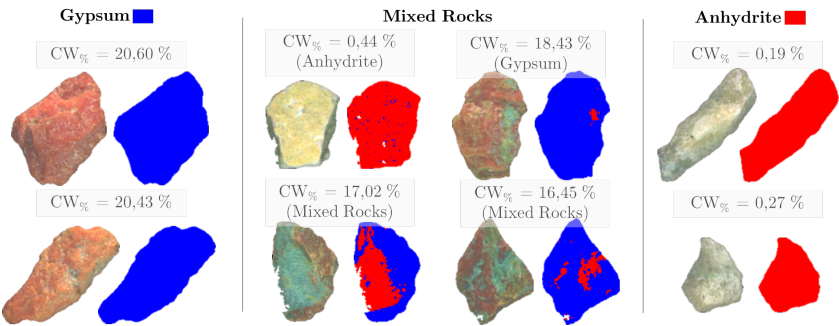 Gypsum
CW% = 20,60 %
CW% = 20,43 %
Mixed Rocks
CW% = 0,44 %
(Anhydrite)
CW% = 18,43 %
(Gypsum)
CW% = 17,02 %
(Mixed Rocks)
CW% = 16,45 %
(Mixed Rocks)
Anhydrite
CW% = 0,19 %
CW% = 0,27 %